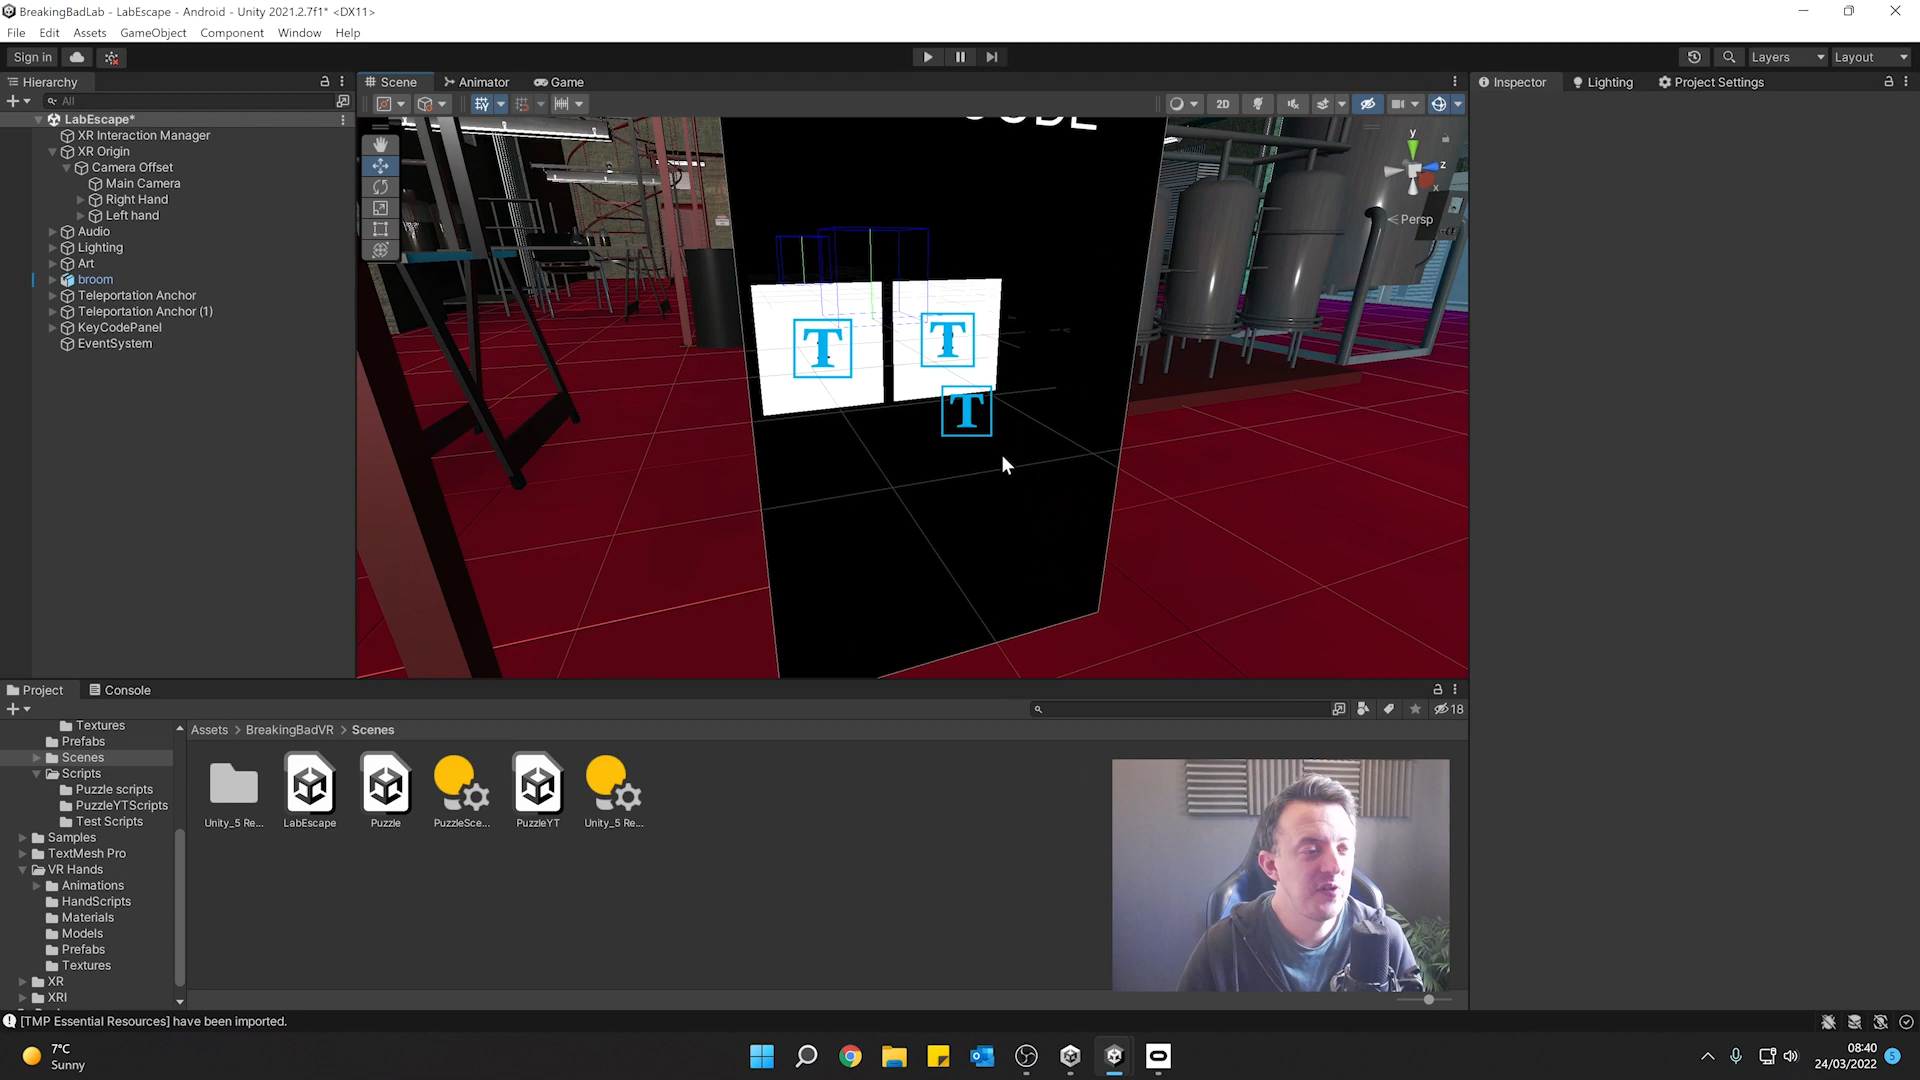 BreakingBadLab - LabEscape - Android - Unity 2021.2.7f1* <DX11>
File Edit Assets GameObject Component Window Help
Sign in
Layers
Layout
Hierarchy
Scene
Animator
Game
Inspector
Lighting
Project Settings
All
2D
LabEscape*
XR Interaction Manager
XR Origin
Camera Offset
Main Camera
Right Hand
Left hand
Audio
Lighting
Art
broom
Teleportation Anchor
Teleportation Anchor (1)
KeyCodePanel
EventSystem
CODE
y
z
x
< Persp
T
T
T
Project
Console
18
Textures
Prefabs
Scenes
Scripts
Puzzle scripts
PuzzleYTScripts
Test Scripts
Samples
TextMesh Pro
VR Hands
Animations
HandScripts
Materials
Models
Prefabs
Textures
XR
XRI
Assets > BreakingBadVR > Scenes
Unity_5 Re...
LabEscape
Puzzle
PuzzleSce...
PuzzleYT
Unity_5 Re...
[TMP Essential Resources] have been imported.
7°C
Sunny
08:40
24/03/2022
5